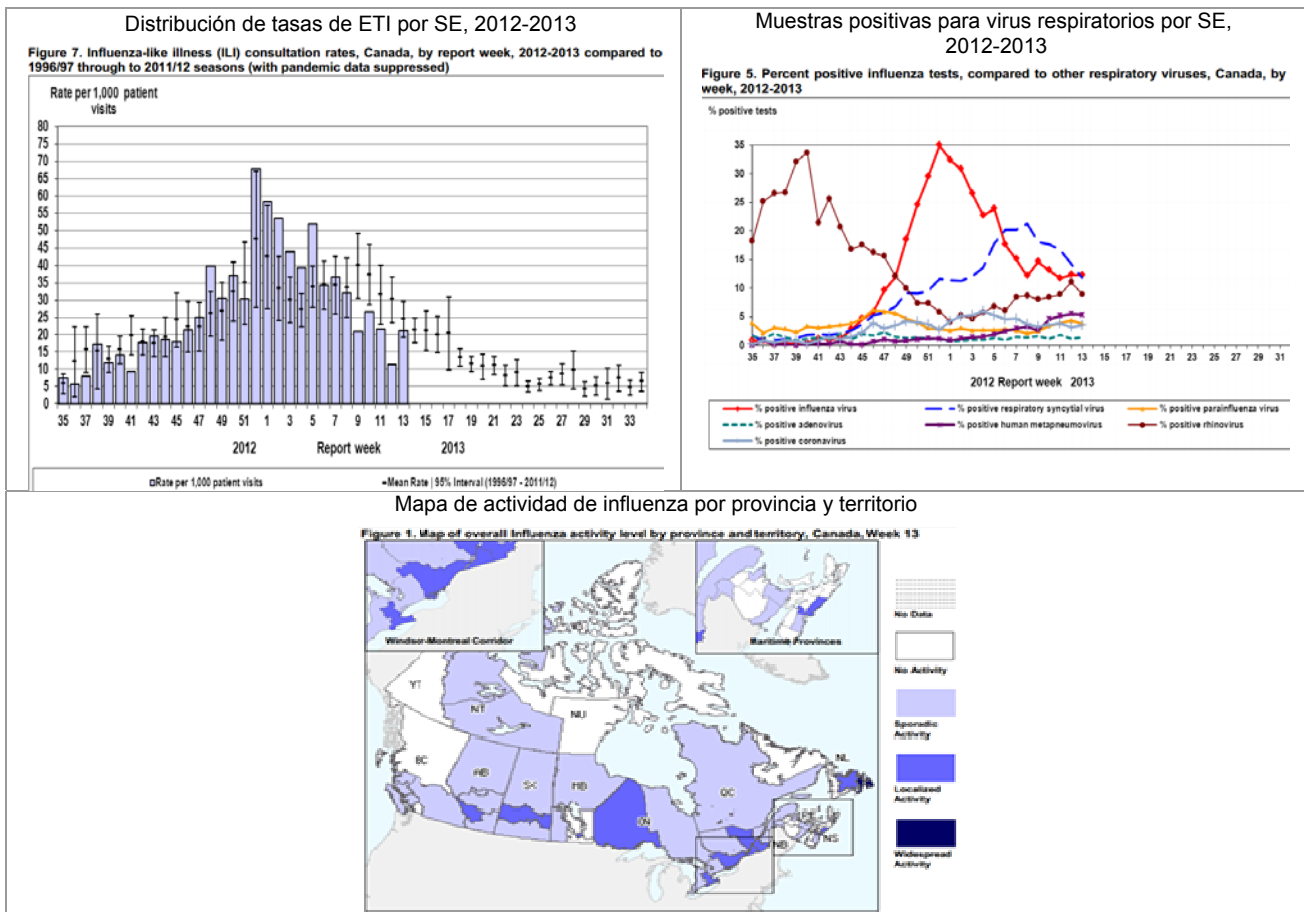 Distribución de tasas de ETI por SE, 2012-2013
Figure 7. Influenza-like illness (ILI) consultation rates, Canada, by report week, 2012-2013 compared to
1996/97 through to 2011/12 seasons (with pandemic data suppressed)
Rate per 1,000 patient
visits
80
75
70
65
60
55
50
45
40
35
30
25
20
15
10
5
0
35 37 39 41 43 45 47 49 51 1 3 5 7 9 11 13 15 17 19 21 23 25 27 29 31 33
2012 Report week 2013
Rate per 1,000 patient visits
Mean Rate | 95% Interval (1996/97 - 2011/12)
Muestras positivas para virus respiratorios por SE,
2012-2013
Figure 5. Percent positive influenza tests, compared to other respiratory viruses, Canada, by
week, 2012-2013
% positive tests
35
30
25
20
15
10
5
0
35 37 39 41 43 45 47 49 51 1 3 5 7 9 11 13 15 17 19 21 23 25 27 29 31
2012 Report week 2013
% positive influenza virus % positive respiratory syncytial virus % positive parainfluenza virus
% positive adenovirus % positive human metapneumovirus % positive rhinovirus
% positive coronavirus
Mapa de actividad de influenza por provincia y territorio
Figure 1. Map of overall Influenza activity level by province and territory, Canada, Week 13
Windsor-Montreal Corridor
Maritime Provinces
YT
NT
NU
BC
AB
SK
MB
ON
QC
NL
NB
NS
No Data
No Activity
Sporadic
Activity
Localized
Activity
Widespread
Activity